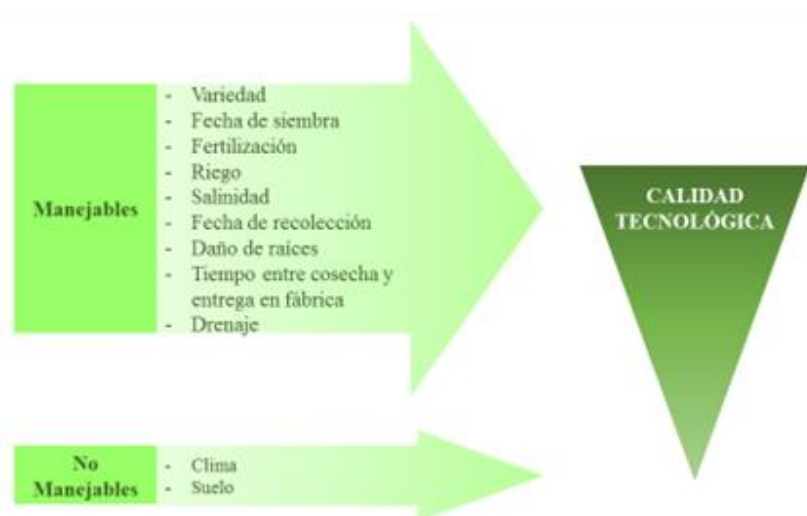 Manejables
- Variedad
- Fecha de siembra
- Fertilización
- Riego
- Salinidad
- Fecha de recolección
- Daño de raíces
- Tiempo entre cosecha y
entrega en fábrica
- Drenaje
CALIDAD
TECNOLÓGICA
No
Manejables
- Clima
- Suelo